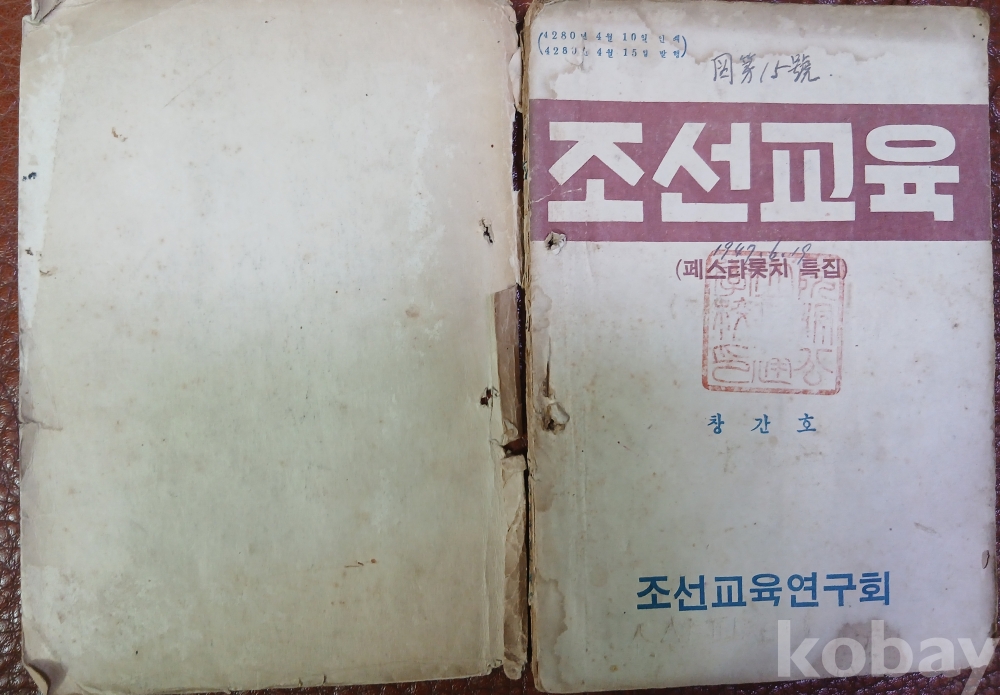 (4280년 4월 10일 인쇄
4280년 4월 15일 발행)
図第15號.
조선교육
1947. 6. 19
(페스타롯치 특집)
창간호
조선교육연구회
kobay